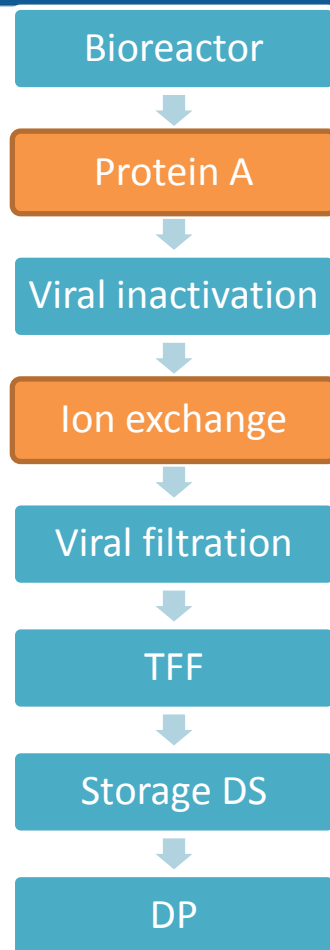 Bioreactor
Protein A
Viral inactivation
Ion exchange
Viral filtration
TFF
Storage DS
DP